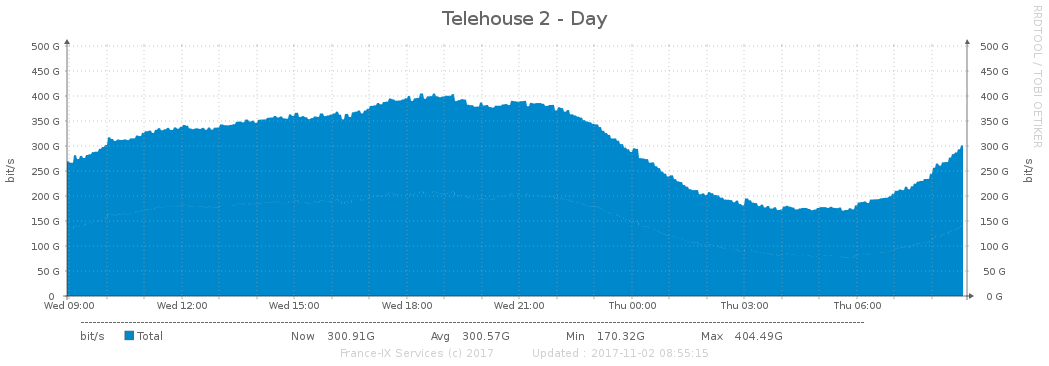 Telehouse 2 - Day
RRDTOOL / TOBI OETIKER
500 G 500 G
450 G 450 G
400 G 400 G
350 G 350 G
300 G 300 G
250 G 250 G
200 G 200 G
150 G 150 G
100 G 100 G
50 G 50 G
0 0 G
bit/s bit/s
Wed 09:00 Wed 12:00 Wed 15:00 Wed 18:00 Wed 21:00 Thu 00:00 Thu 03:00 Thu 06:00
bit/s Total Now 300.91G Avg 300.57G Min 170.32G Max 404.49G
France-IX Services (c) 2017 Updated : 2017-11-02 08:55:15